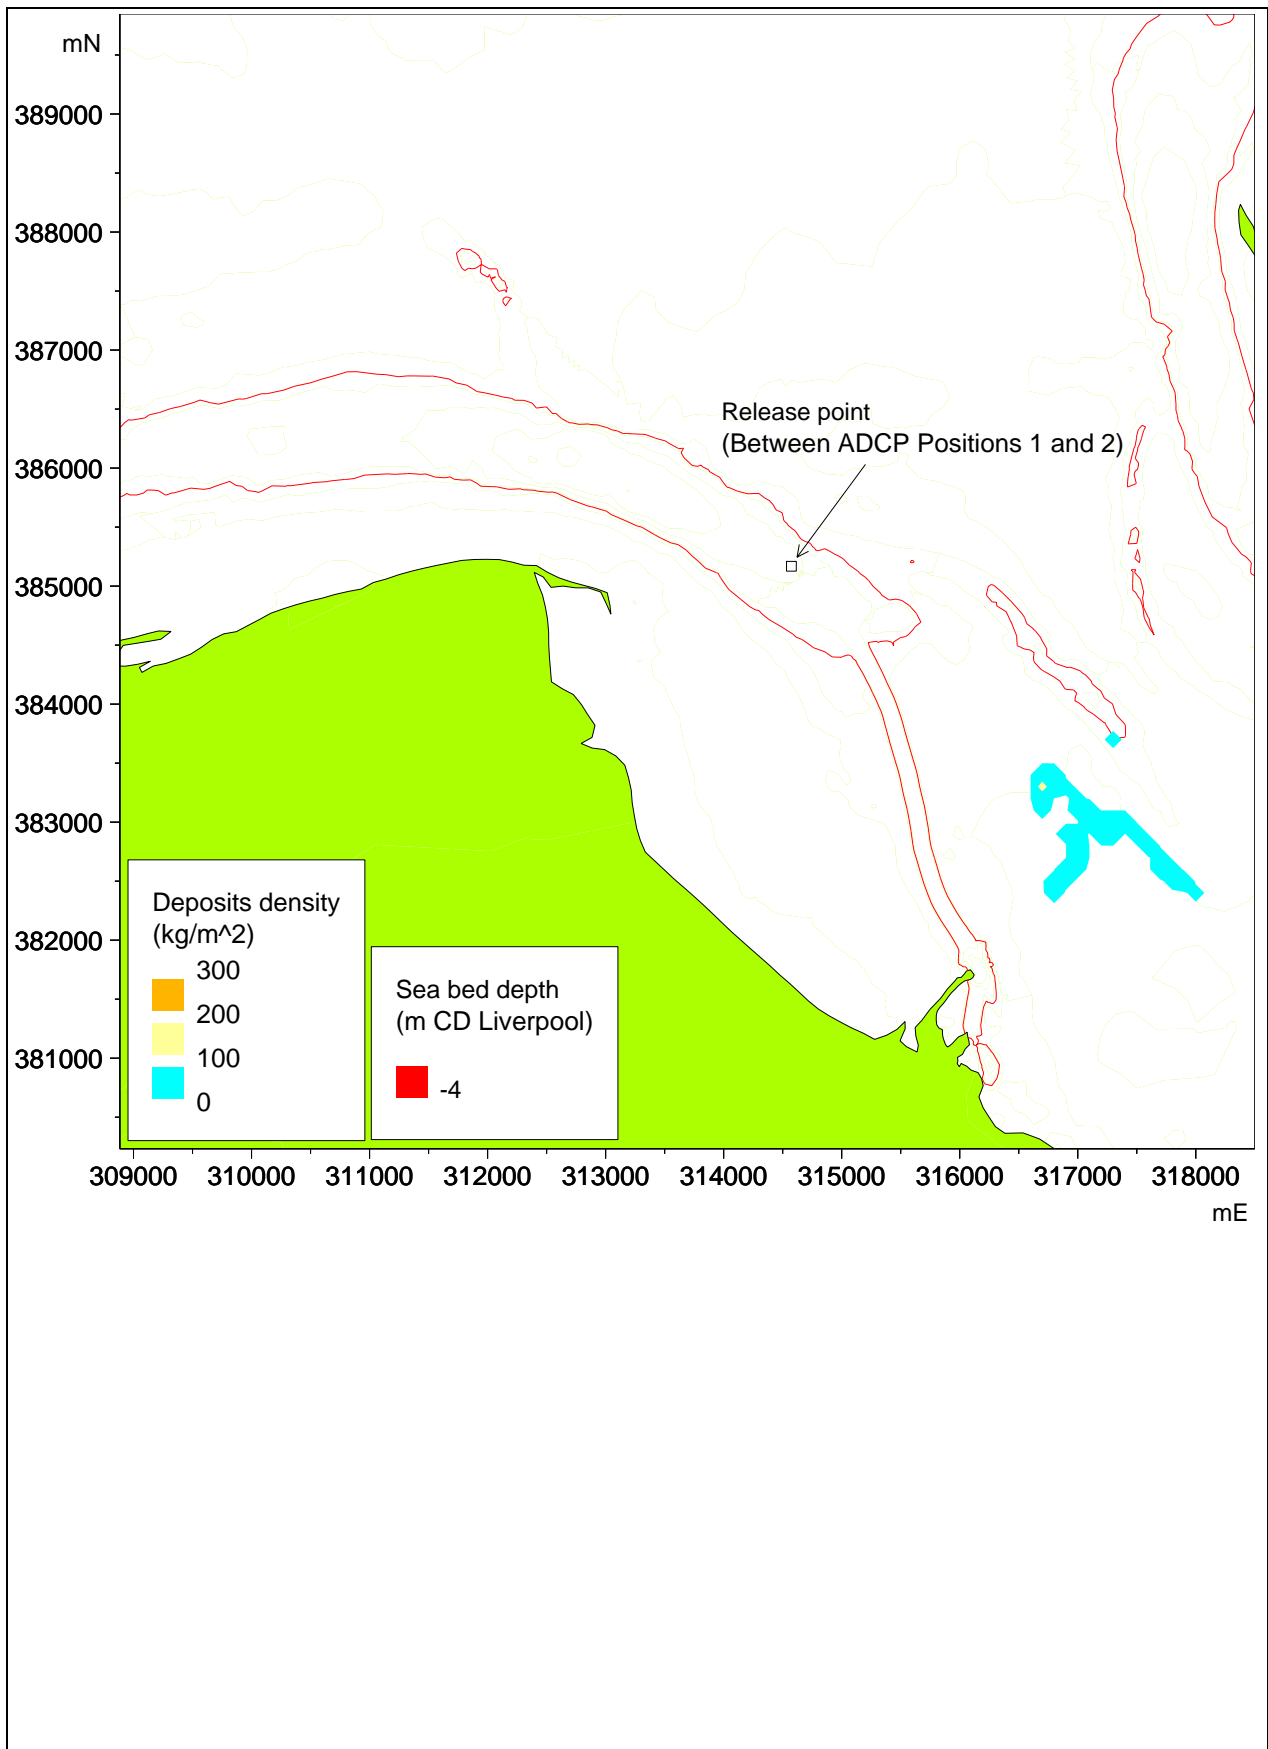 mN
389000
388000
387000
386000
385000
384000
383000
382000
381000
Release point
(Between ADCP Positions 1 and 2)
Deposits density
(kg/m^2)
300
200
100
0
Sea bed depth
(m CD Liverpool)
-4
309000 310000 311000 312000 313000 314000 315000 316000 317000 318000
mE